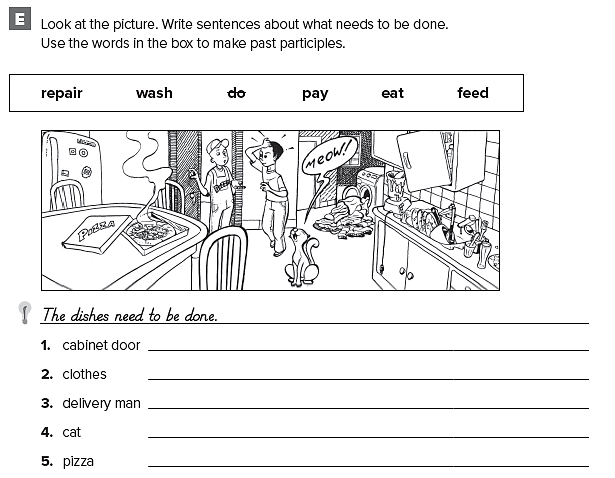 E
Look at the picture. Write sentences about what needs to be done.
Use the words in the box to make past participles.
repair wash do pay eat feed
MEOW!
PIZZA
The dishes need to be done.
1. cabinet door
2. clothes
3. delivery man
4. cat
5. pizza